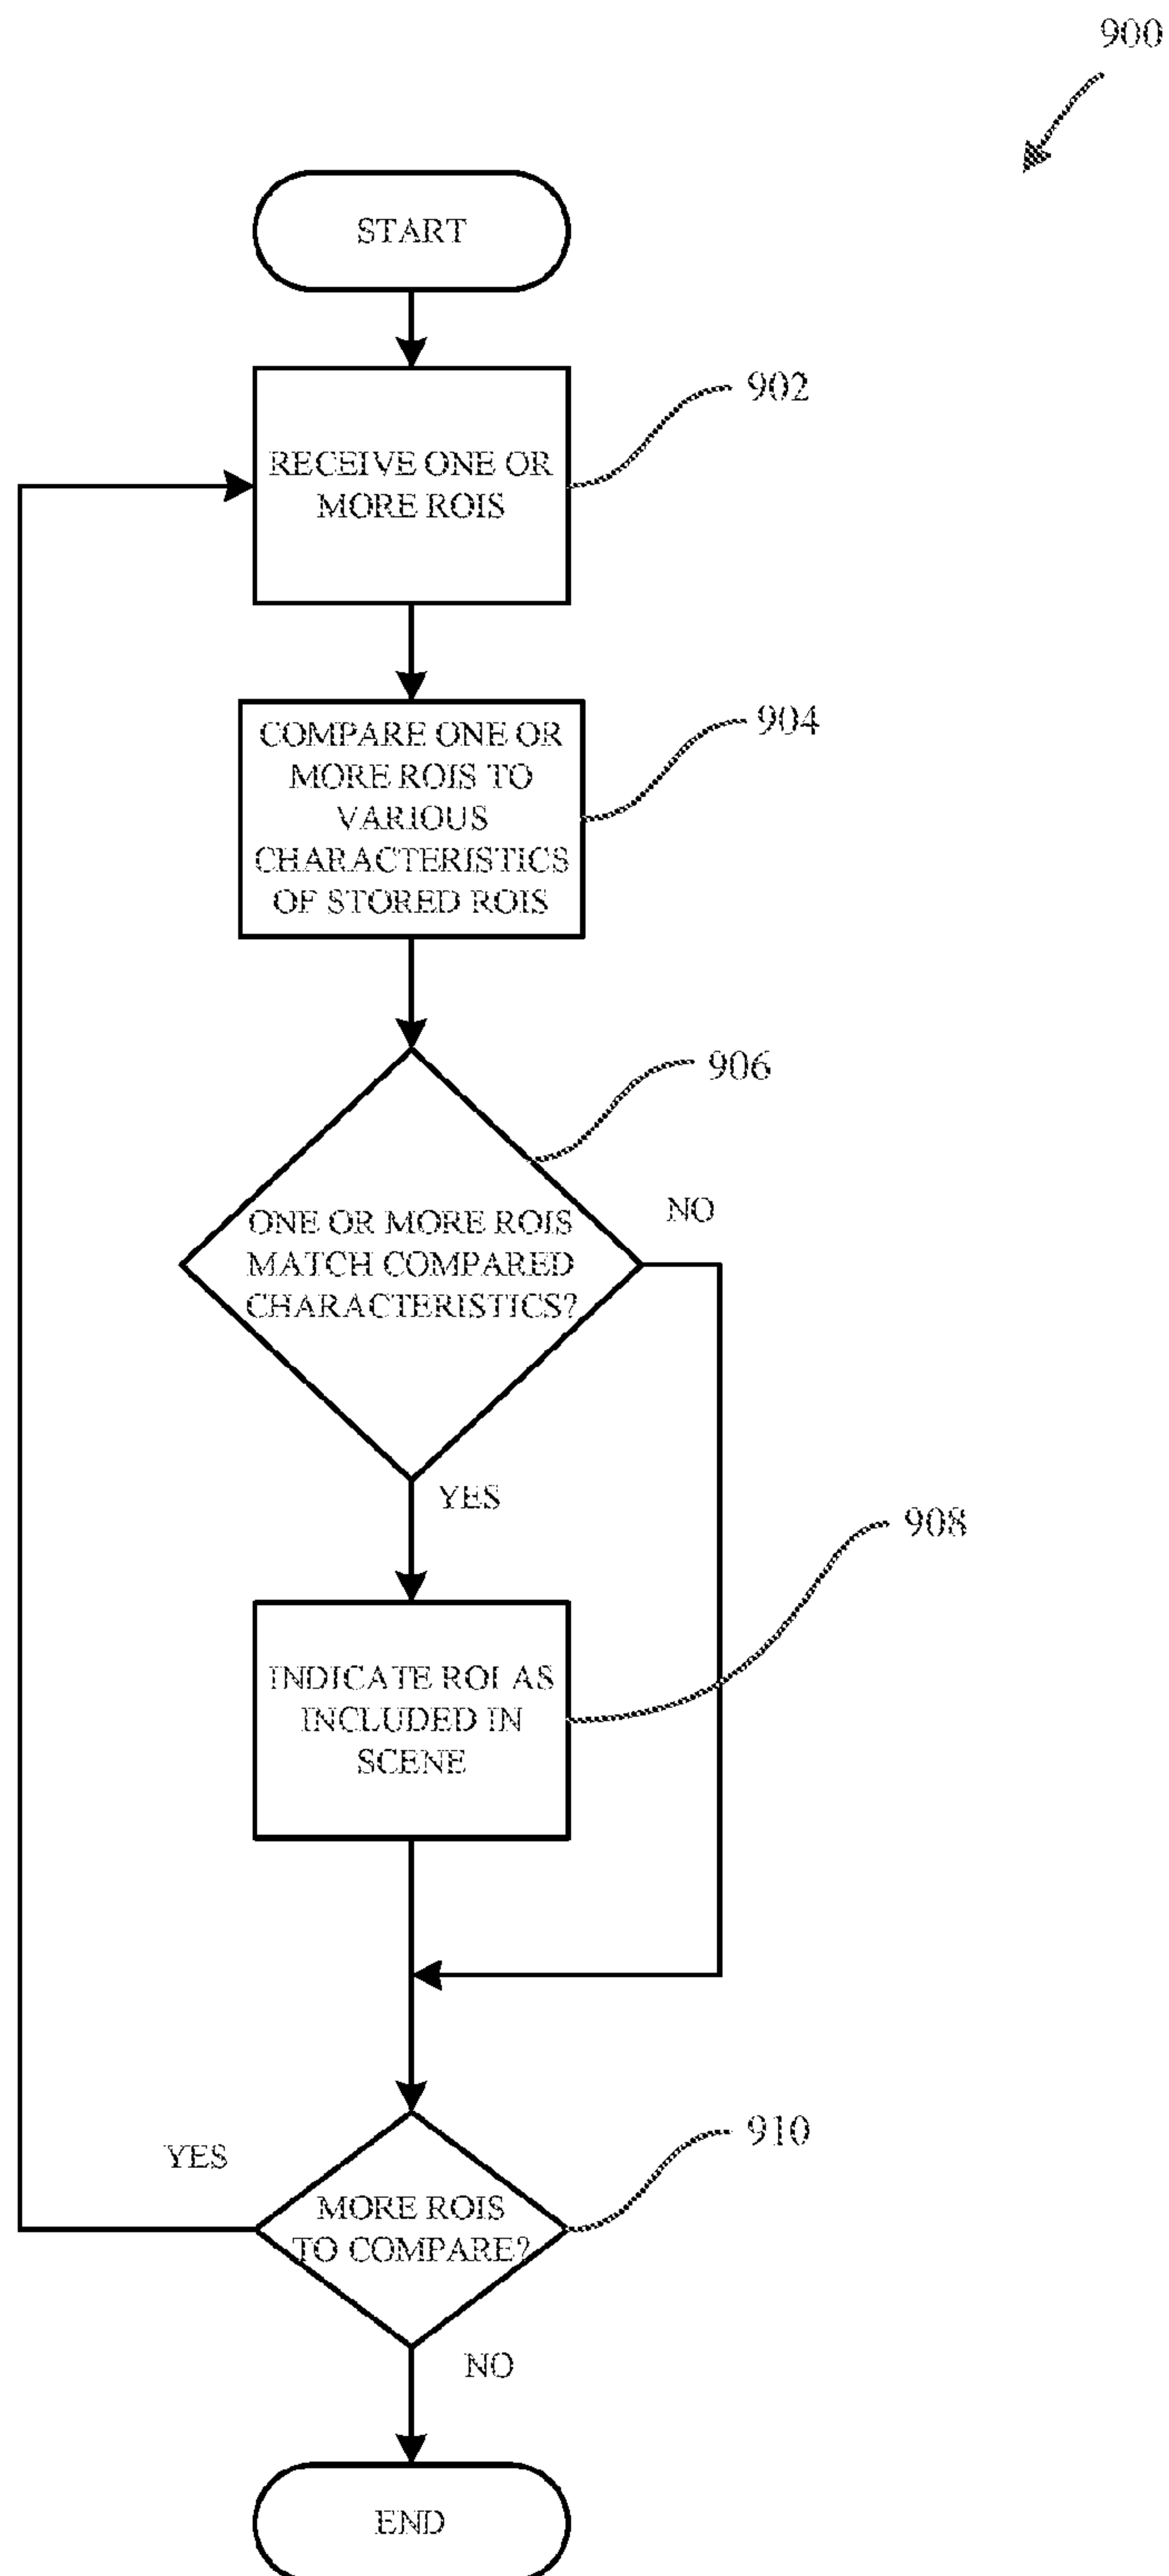 900
START
902
RECEIVE ONE OR
MORE ROIS
904
COMPARE ONE OR
MORE ROIS TO
VARIOUS
CHARACTERISTICS
OF STORED ROIS
906
NO
ONE OR MORE ROIS
MATCH COMPARED
CHARACTERISTICS?
YES
908
INDICATE ROI AS
INCLUDED IN
SCENE
910
YES
MORE ROIS
TO COMPARE?
NO
END